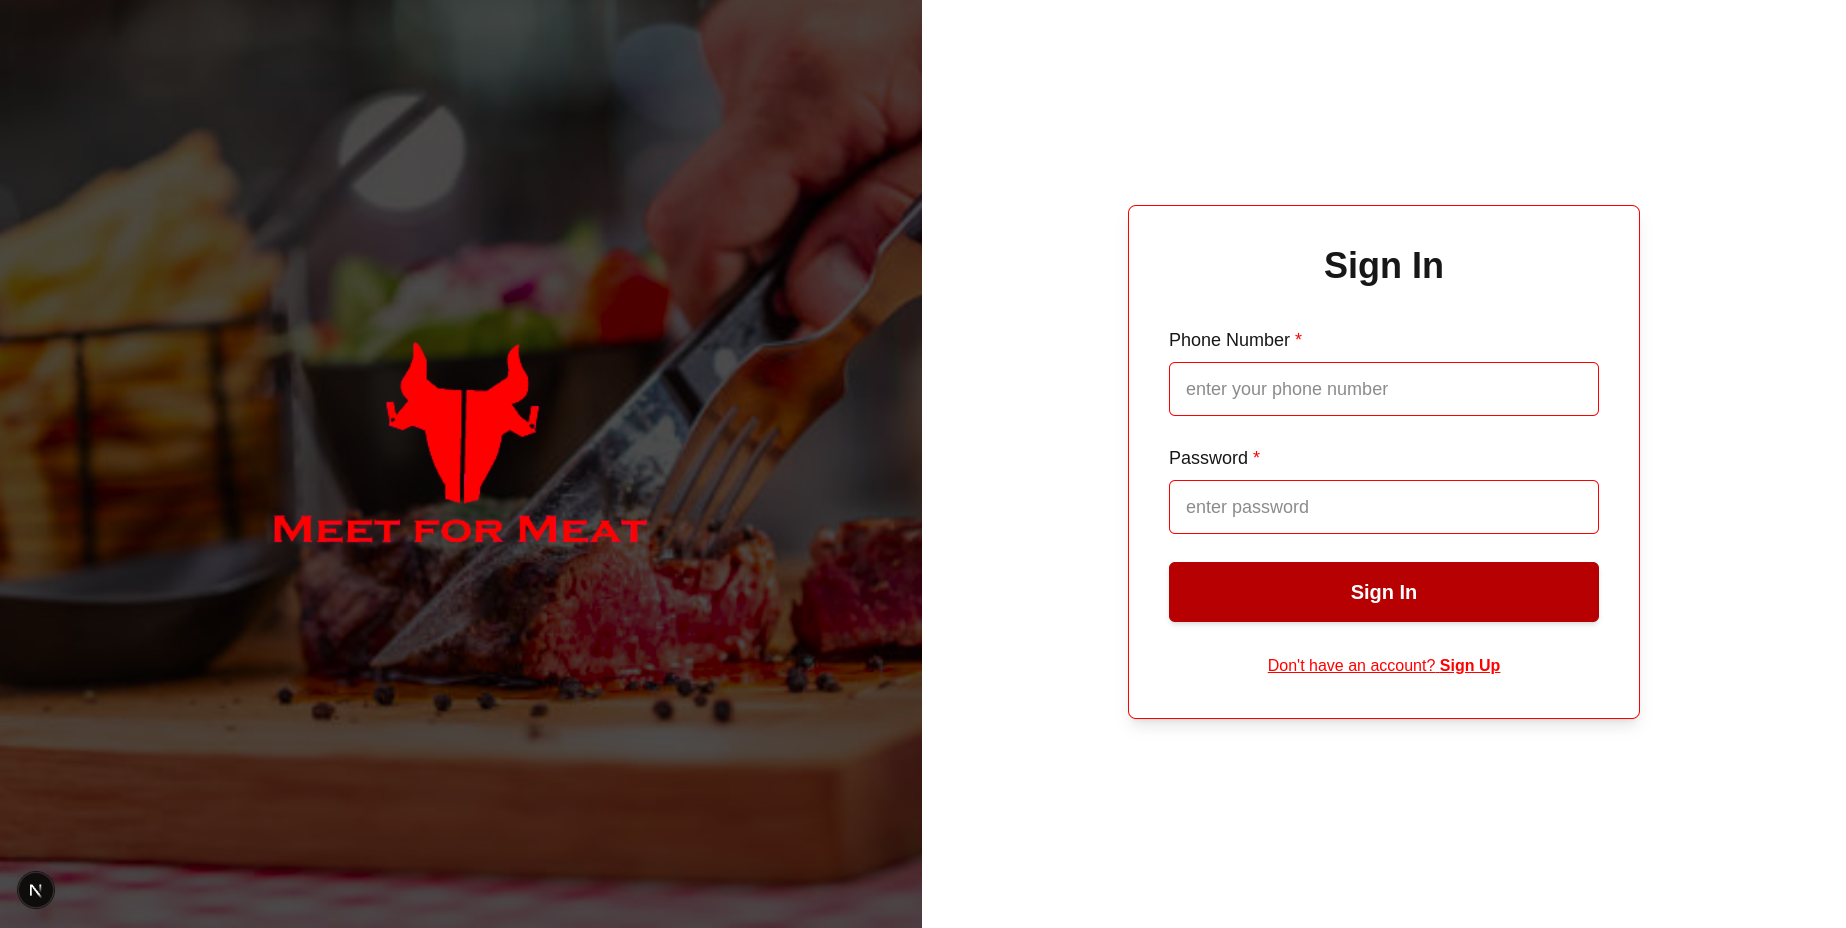 MEET FOR MEAT
Sign In
Phone Number *
enter your phone number
Password *
enter password
Sign In
Don't have an account? Sign Up
N